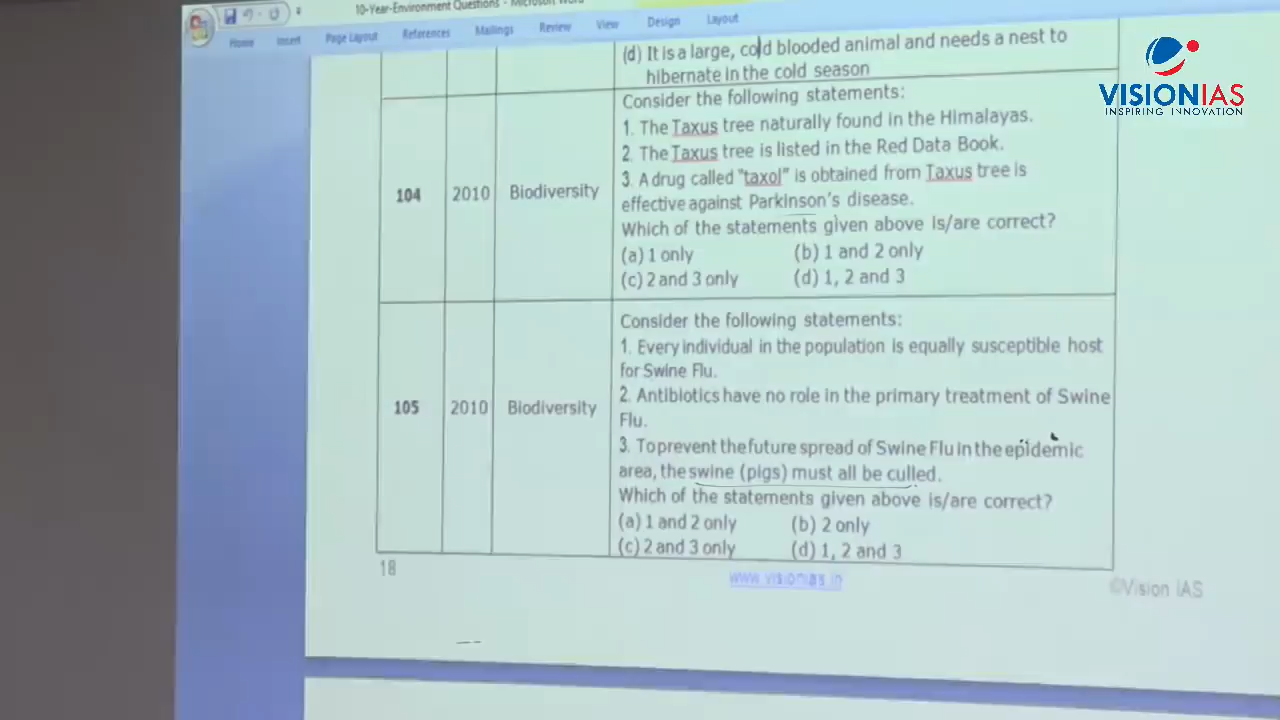 10-Year-Environment Questions - Microsoft Word
Home Insert Page Layout References Mailings Review View Design Layout
VISIONIAS
INSPIRING INNOVATION
(d) It is a large, cold blooded animal and needs a nest to
hibernate in the cold season
104 2010 Biodiversity
Consider the following statements:
1. The Taxus tree naturally found in the Himalayas.
2. The Taxus tree is listed in the Red Data Book.
3. A drug called "taxol" is obtained from Taxus tree is
effective against Parkinson's disease.
Which of the statements given above is/are correct?
(a) 1 only (b) 1 and 2 only
(c) 2 and 3 only (d) 1, 2 and 3
105 2010 Biodiversity
Consider the following statements:
1. Every individual in the population is equally susceptible host
for Swine Flu.
2. Antibiotics have no role in the primary treatment of Swine
Flu.
3. To prevent the future spread of Swine Flu in the epidemic
area, the swine (pigs) must all be culled.
Which of the statements given above is/are correct?
(a) 1 and 2 only (b) 2 only
(c) 2 and 3 only (d) 1, 2 and 3
18 www.visionias.in ©Vision IAS